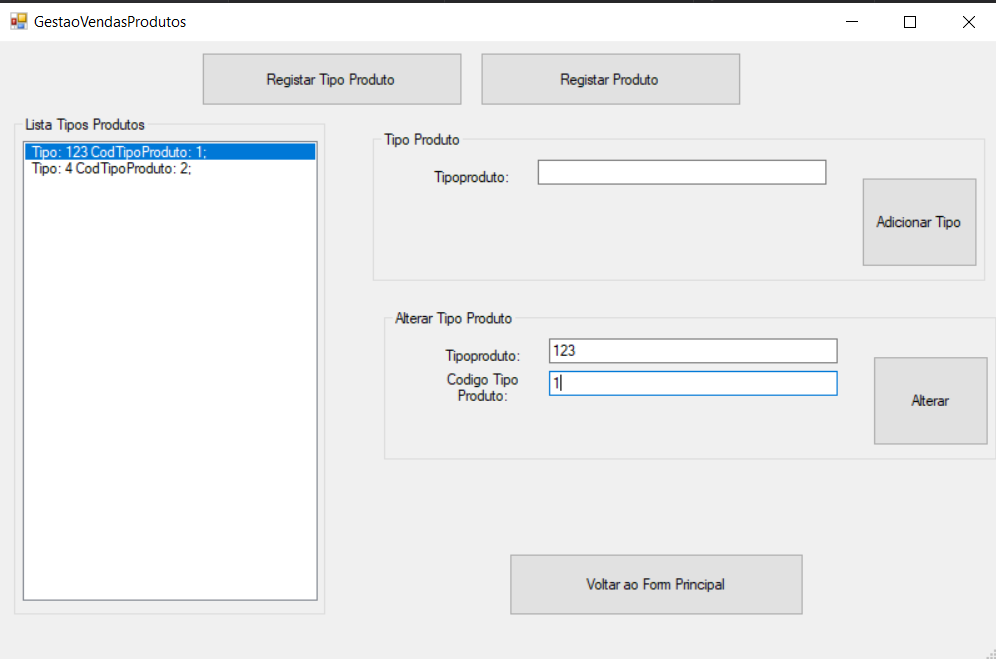 GestaoVendasProdutos
Registar Tipo Produto
Registar Produto
Lista Tipos Produtos
Tipo: 123 CodTipoProduto: 1;
Tipo: 4 CodTipoProduto: 2;
Tipo Produto
Tipoproduto:
Adicionar Tipo
Alterar Tipo Produto
Tipoproduto:
123
Codigo Tipo
Produto:
1
Alterar
Voltar ao Form Principal